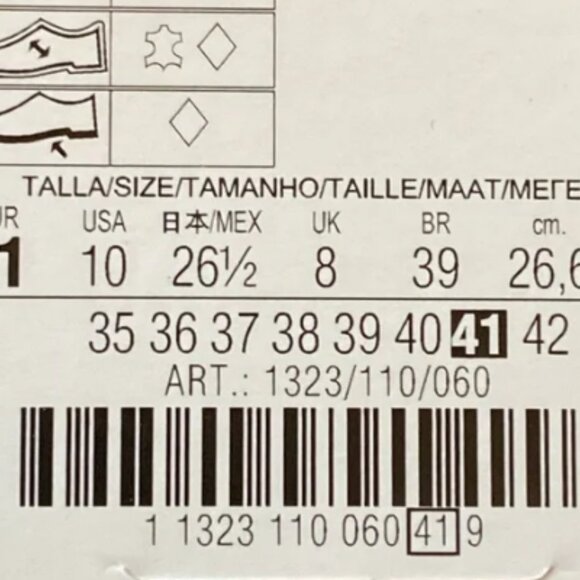 TALLA/SIZE/TAMANHO/TAILLE/MAAT/ΜΕΓΕ
UR USA 日本/MEX UK BR cm.
1 10 26½ 8 39 26,6
35 36 37 38 39 40 41 42
ART.: 1323/110/060
1 1323 110 060 41 9